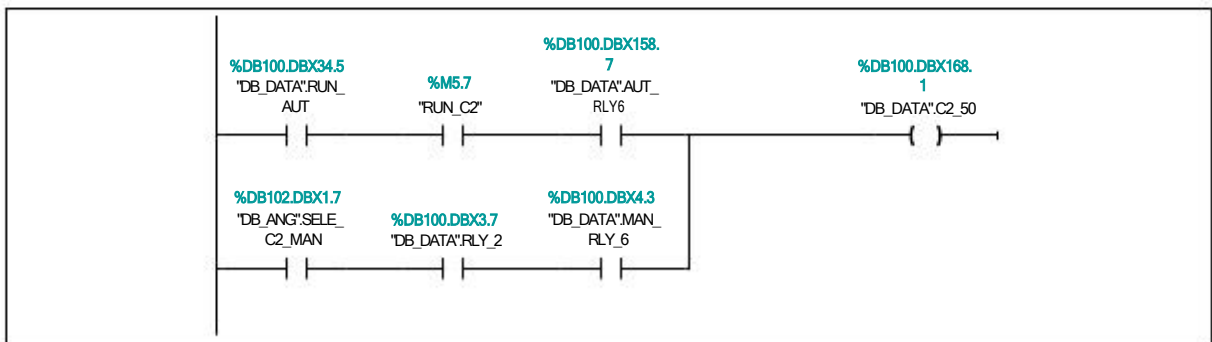 %DB100.DBX158.
7
%DB100.DBX34.5
"DB_DATA".RUN_
AUT
%M5.7
"RUN_C2"
"DB_DATA".AUT_
RLY6
%DB100.DBX168.
1
"DB_DATA".C2_50
%DB102.DBX1.7
"DB_ANG".SELE_
C2_MAN
%DB100.DBX3.7
"DB_DATA".RLY_2
%DB100.DBX4.3
"DB_DATA".MAN_
RLY_6